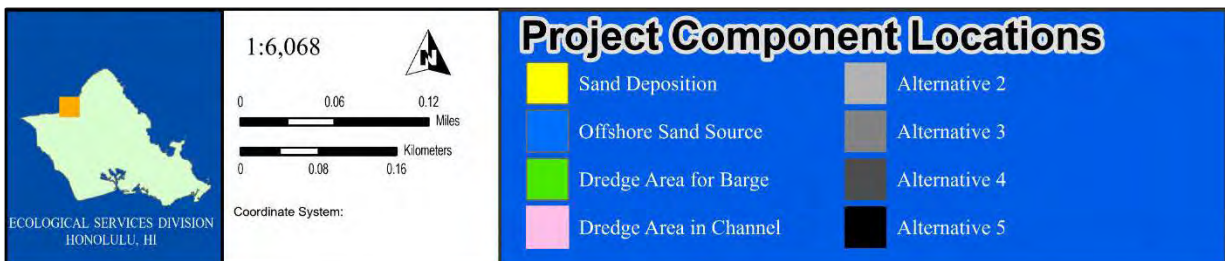 ECOLOGICAL SERVICES DIVISION
HONOLULU, HI
1:6,068
N
0 0.06 0.12
Miles
Kilometers
0 0.08 0.16
Coordinate System:
Project Component Locations
Sand Deposition
Offshore Sand Source
Dredge Area for Barge
Dredge Area in Channel
Alternative 2
Alternative 3
Alternative 4
Alternative 5